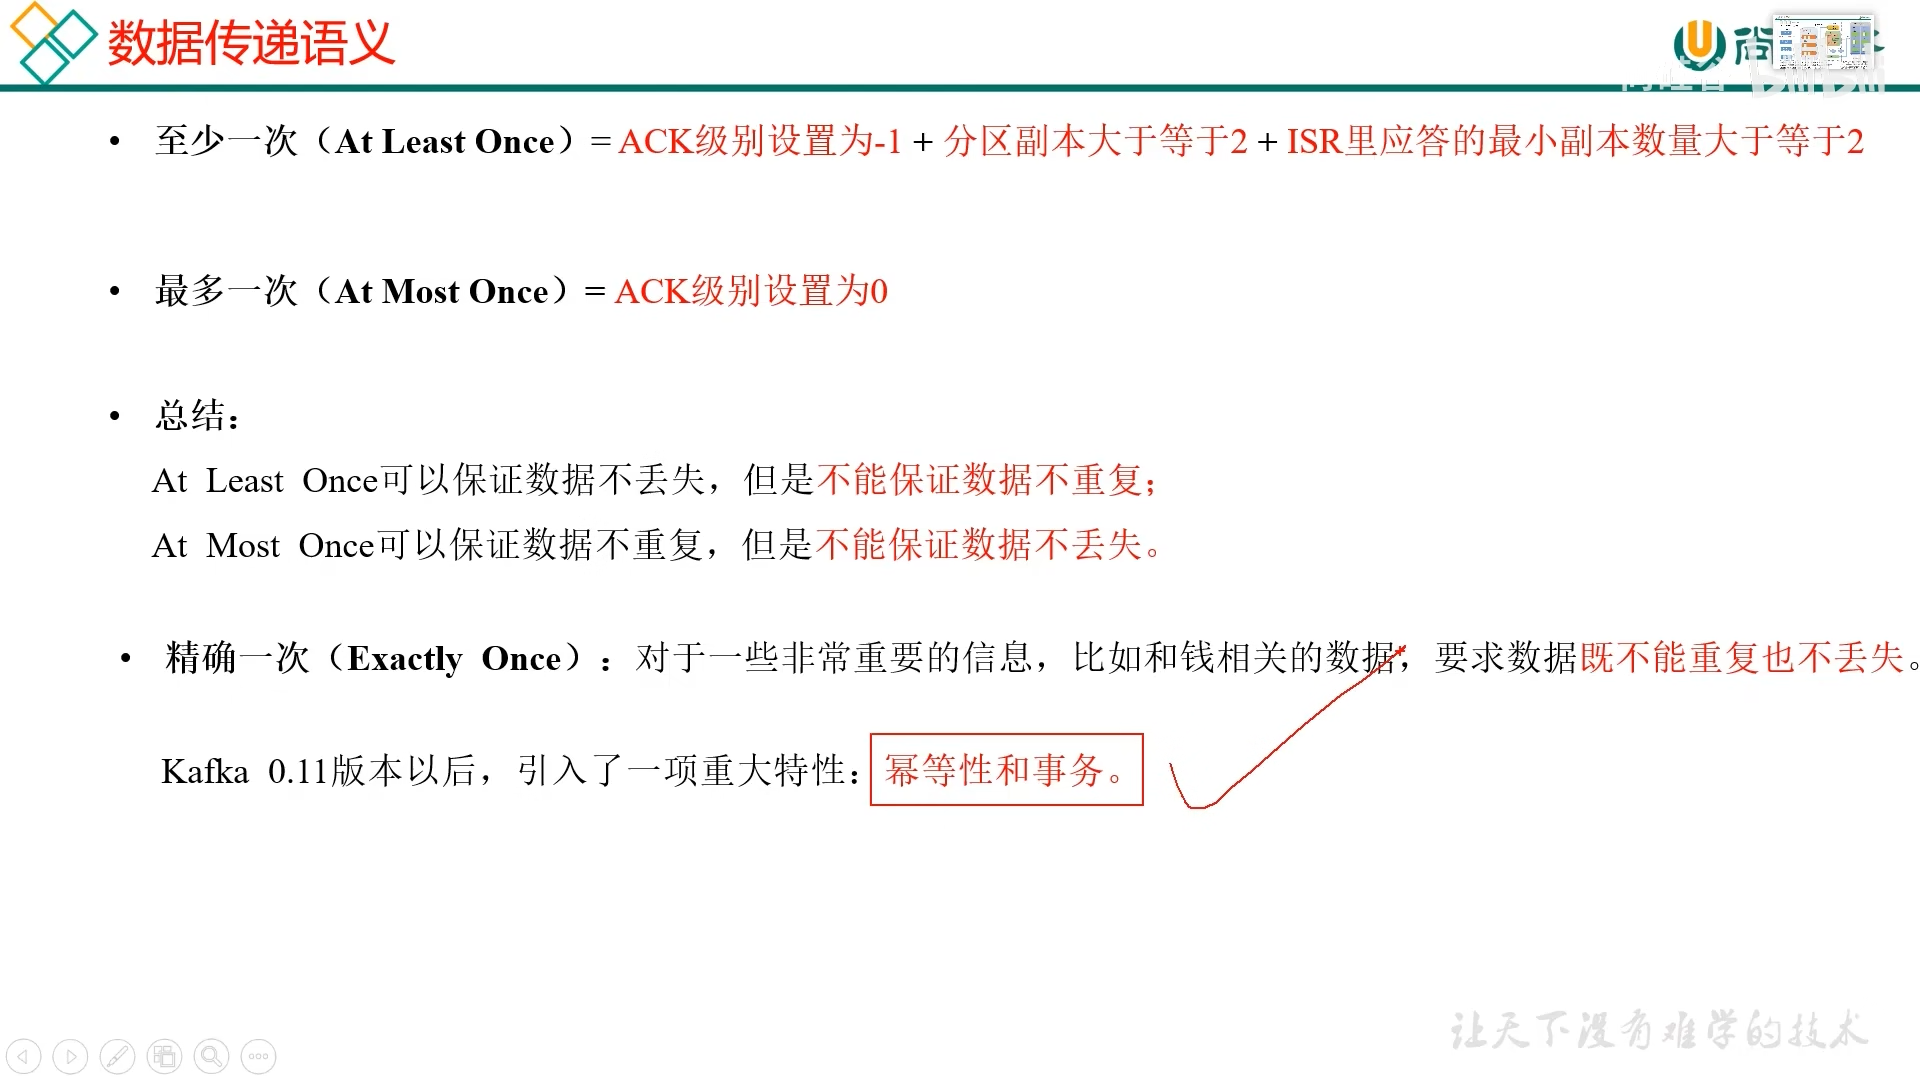 数据传递语义
• 至少一次（At Least Once）= ACK级别设置为-1 + 分区副本大于等于2 + ISR里应答的最小副本数量大于等于2
• 最多一次（At Most Once）= ACK级别设置为0
• 总结：
At Least Once可以保证数据不丢失，但是不能保证数据不重复；
At Most Once可以保证数据不重复，但是不能保证数据不丢失。
• 精确一次（Exactly Once）：对于一些非常重要的信息，比如和钱相关的数据，要求数据既不能重复也不丢失。
Kafka 0.11版本以后，引入了一项重大特性：幂等性和事务。
让天下没有难学的技术